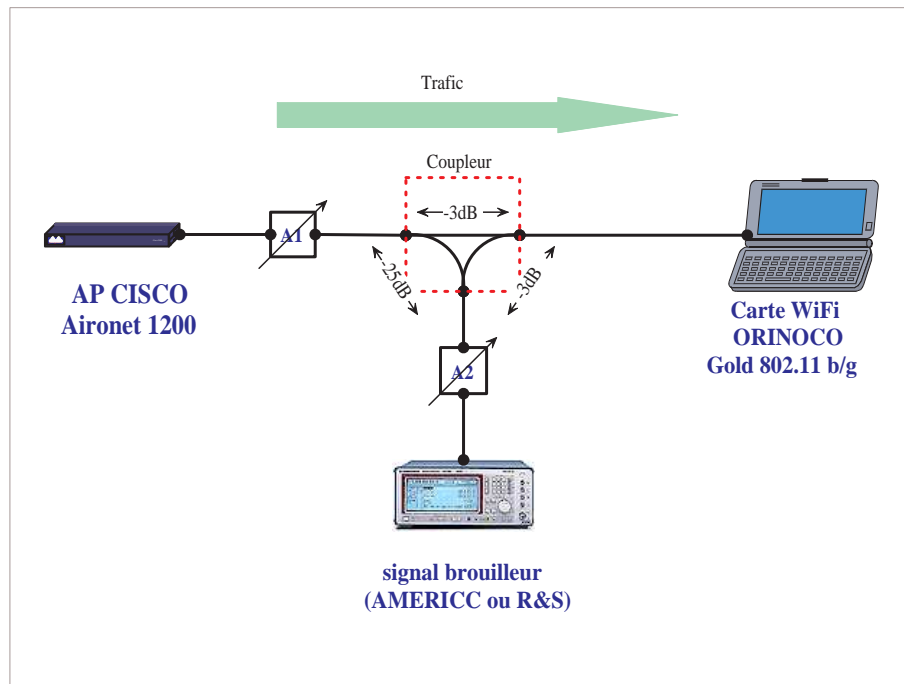 Trafic
Coupleur
-3dB
A1
-25dB
-3dB
AP CISCO
Aironet 1200
Carte WiFi
ORINOCO
Gold 802.11 b/g
A2
signal brouilleur
(AMERICC ou R&S)